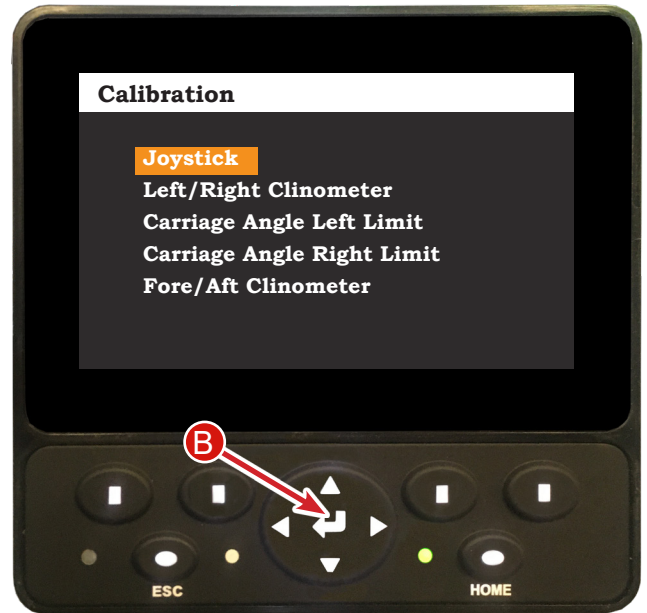 Calibration
Joystick
Left/Right Clinometer
Carriage Angle Left Limit
Carriage Angle Right Limit
Fore/Aft Clinometer
B
ESC
HOME